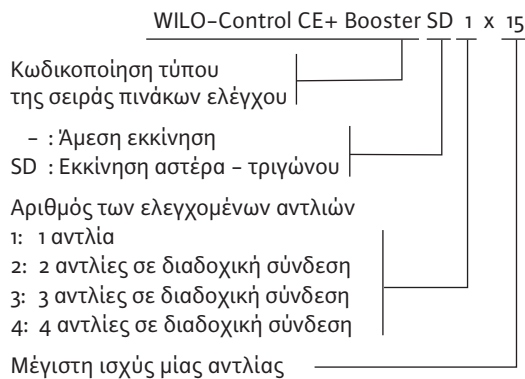 WILO-Control CE+ Booster SD 1 x 15
Κωδικοποίηση τύπου
της σειράς πινάκων ελέγχου
– : Άμεση εκκίνηση
SD : Εκκίνηση αστέρα – τριγώνου
Αριθμός των ελεγχομένων αντλιών
1: 1 αντλία
2: 2 αντλίες σε διαδοχική σύνδεση
3: 3 αντλίες σε διαδοχική σύνδεση
4: 4 αντλίες σε διαδοχική σύνδεση
Μέγιστη ισχύς μίας αντλίας